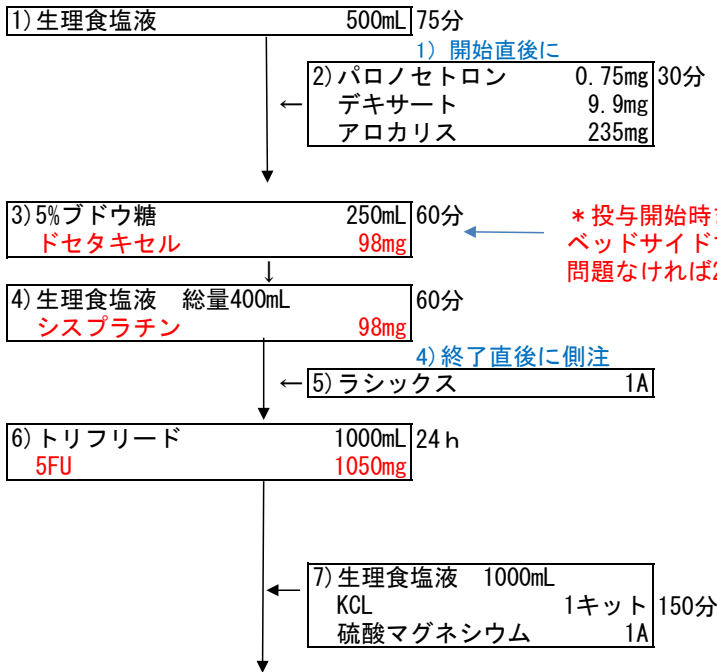 1)生理食塩液 500mL 75分
1) 開始直後に
2)パロノセトロン 0.75mg 30分
デキサート 9.9mg
アロカリス 235mg
3)5%ブドウ糖 250mL 60分
ドセタキセル 98mg
*投与開始時
ベッドサイド
問題なければ
4)生理食塩液 総量400mL 60分
シスプラチン 98mg
4)終了直後に側注
5)ラシックス 1A
6)トリフリード 1000mL 24h
5FU 1050mg
7)生理食塩液 1000mL
KCL 1キット 150分
硫酸マグネシウム 1A